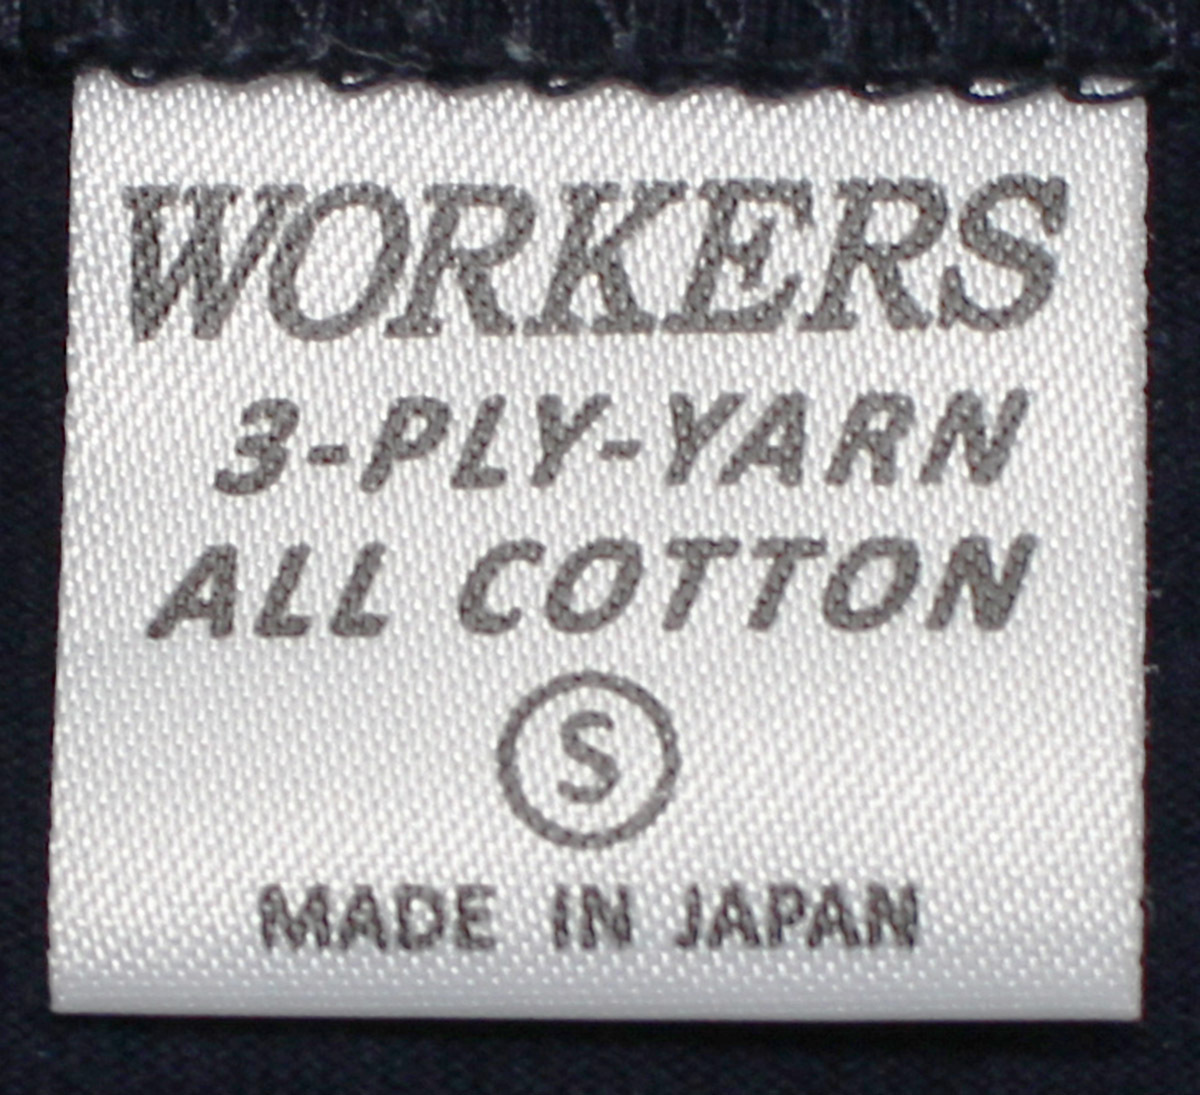 WORKERS
3-PLY-YARN
ALL COTTON
S
MADE IN JAPAN